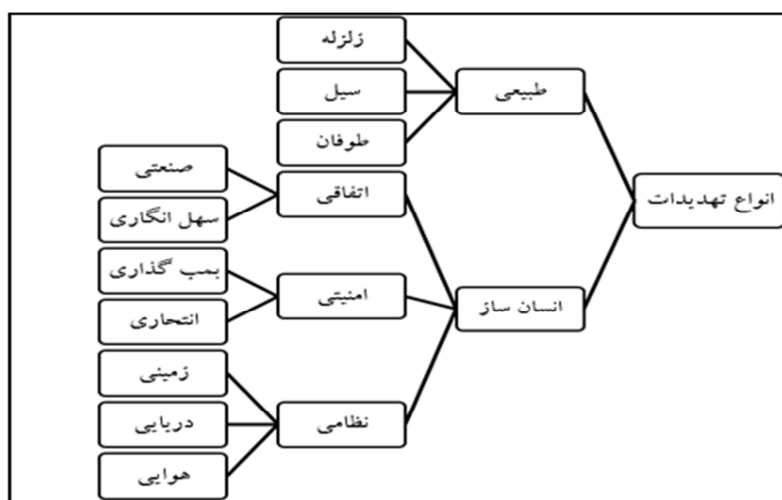 انواع تهدیدات
طبیعی
زلزله
سیل
طوفان
انسان ساز
اتفاقی
صنعتی
سهل انگاری
امنیتی
بمب گذاری
انتحاری
نظامی
زمینی
دریایی
هوایی